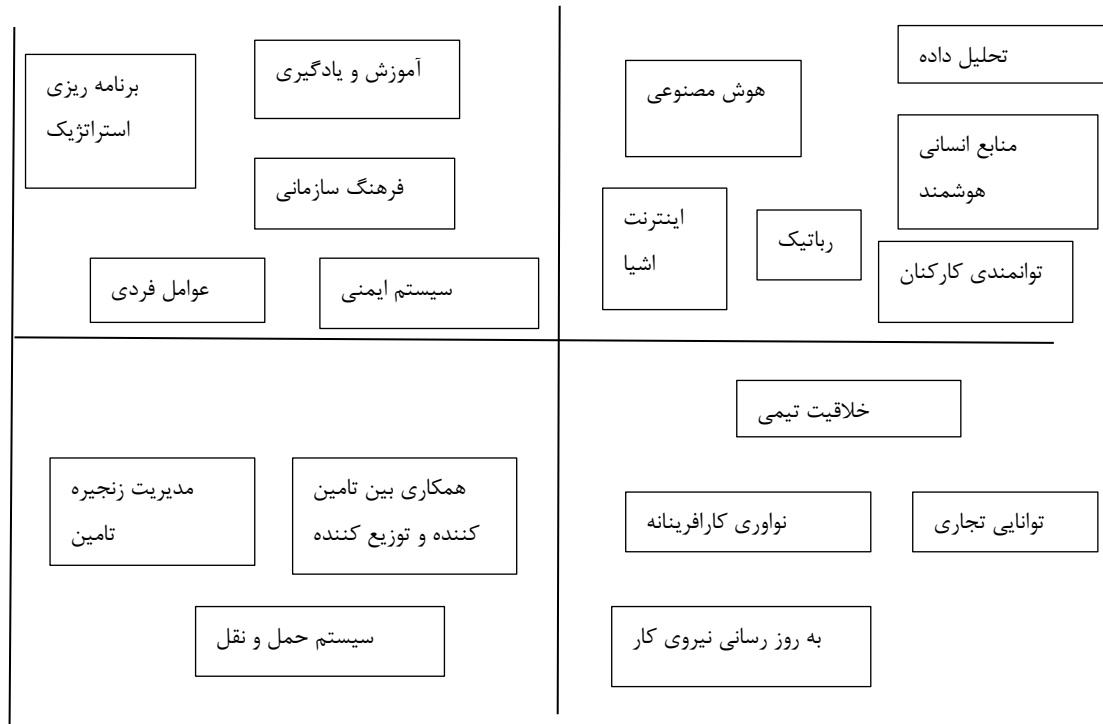 تحلیل داده
هوش مصنوعی
منابع انسانی
هوشمند
اینترنت
اشیا
رباتیک
توانمندی کارکنان
آموزش و یادگیری
برنامه ریزی
استراتژیک
فرهنگ سازمانی
سیستم ایمنی
عوامل فردی
خلاقیت تیمی
توانایی تجاری
نواوری کارافرینانه
به روز رسانی نیروی کار
همکاری بین تامین
کننده و توزیع کننده
مدیریت زنجیره
تامین
سیستم حمل و نقل